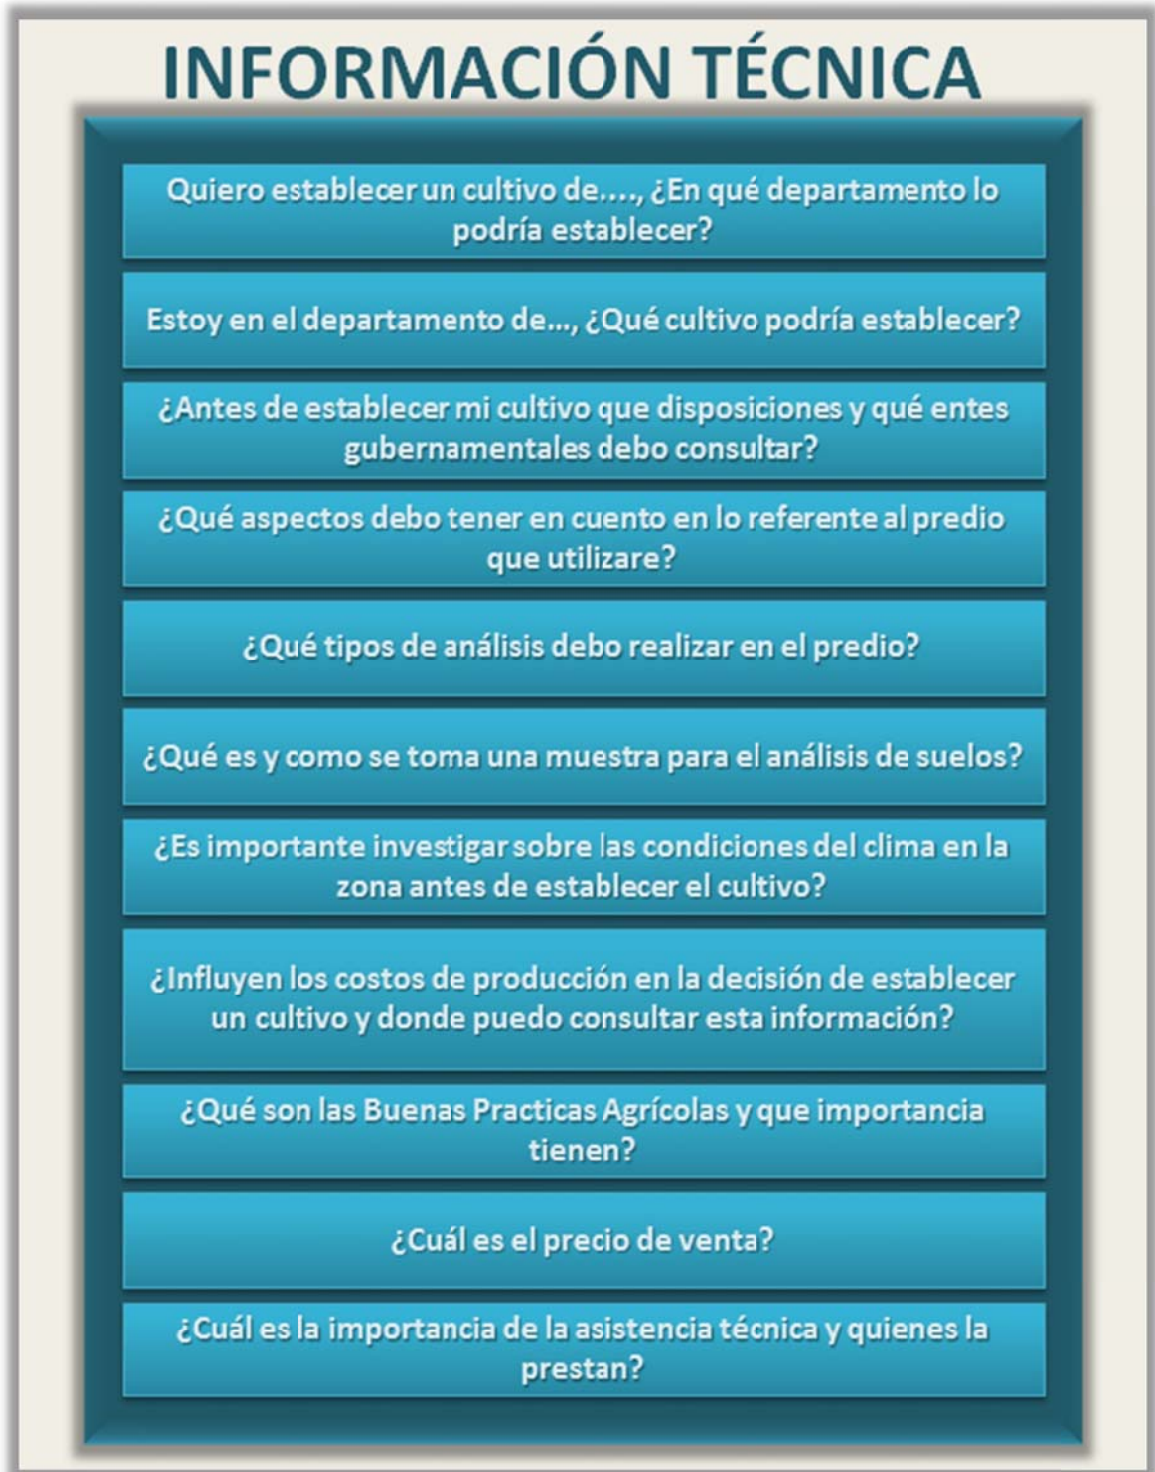 INFORMACIÓN TÉCNICA
Quiero establecer un cultivo de...., ¿En qué departamento lo
podría establecer?
Estoy en el departamento de..., ¿Qué cultivo podría establecer?
¿Antes de establecer mi cultivo que disposiciones y qué entes
gubernamentales debo consultar?
¿Qué aspectos debo tener en cuento en lo referente al predio
que utilizare?
¿Qué tipos de análisis debo realizar en el predio?
¿Qué es y como se toma una muestra para el análisis de suelos?
¿Es importante investigar sobre las condiciones del clima en la
zona antes de establecer el cultivo?
¿Influyen los costos de producción en la decisión de establecer
un cultivo y donde puedo consultar esta información?
¿Qué son las Buenas Practicas Agrícolas y que importancia
tienen?
¿Cuál es el precio de venta?
¿Cuál es la importancia de la asistencia técnica y quienes la
prestan?